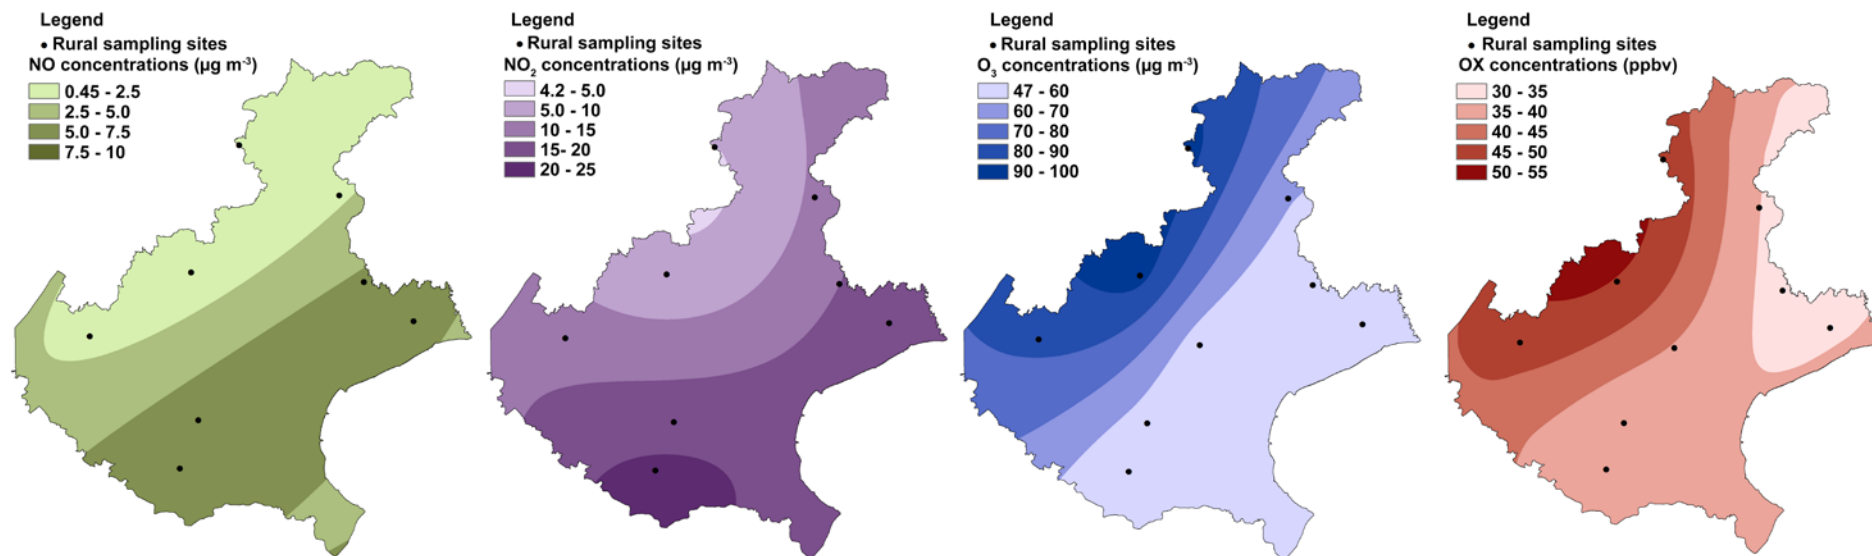 Legend
• Rural sampling sites
NO concentrations (µg m⁻³)
0.45 - 2.5
2.5 - 5.0
5.0 - 7.5
7.5 - 10
Legend
• Rural sampling sites
NO₂ concentrations (µg m⁻³)
4.2 - 5.0
5.0 - 10
10 - 15
15- 20
20 - 25
Legend
• Rural sampling sites
O₃ concentrations (µg m⁻³)
47 - 60
60 - 70
70 - 80
80 - 90
90 - 100
Legend
• Rural sampling sites
OX concentrations (ppbv)
30 - 35
35 - 40
40 - 45
45 - 50
50 - 55